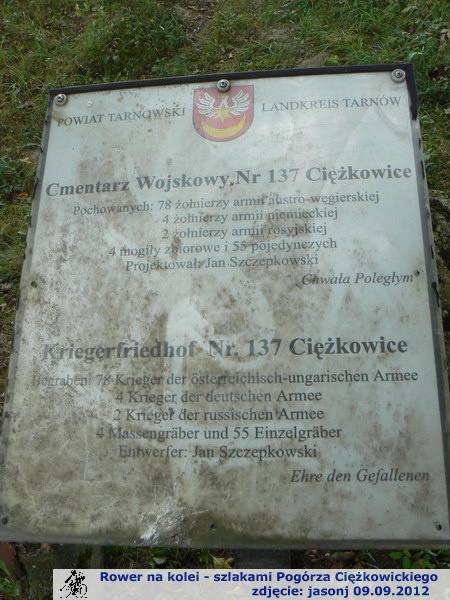 POWIAT TARNOWSKI LANDKREIS TARNÓW
Cmentarz Wojskowy Nr 137 Ciężkowice
Pochowanych: 78 żołnierzy armii austro-węgierskiej
4 żołnierzy armii niemieckiej
2 żołnierzy armii rosyjskiej
4 mogiły zbiorowe i 55 pojedynczych
Projektował: Jan Szczepkowski
Chwała Poległym
Kriegerfriedhof Nr. 137 Ciężkowice
Begraben: 78 Krieger der österreichisch-ungarischen Armee
4 Krieger der deutschen Armee
2 Krieger der russischen Armee
4 Massengräber und 55 Einzelgräber
Entwerfer: Jan Szczepkowski
Ehre den Gefallenen
Rower na kolei - szlakami Pogórza Ciężkowickiego
zdjęcie: jasonj 09.09.2012